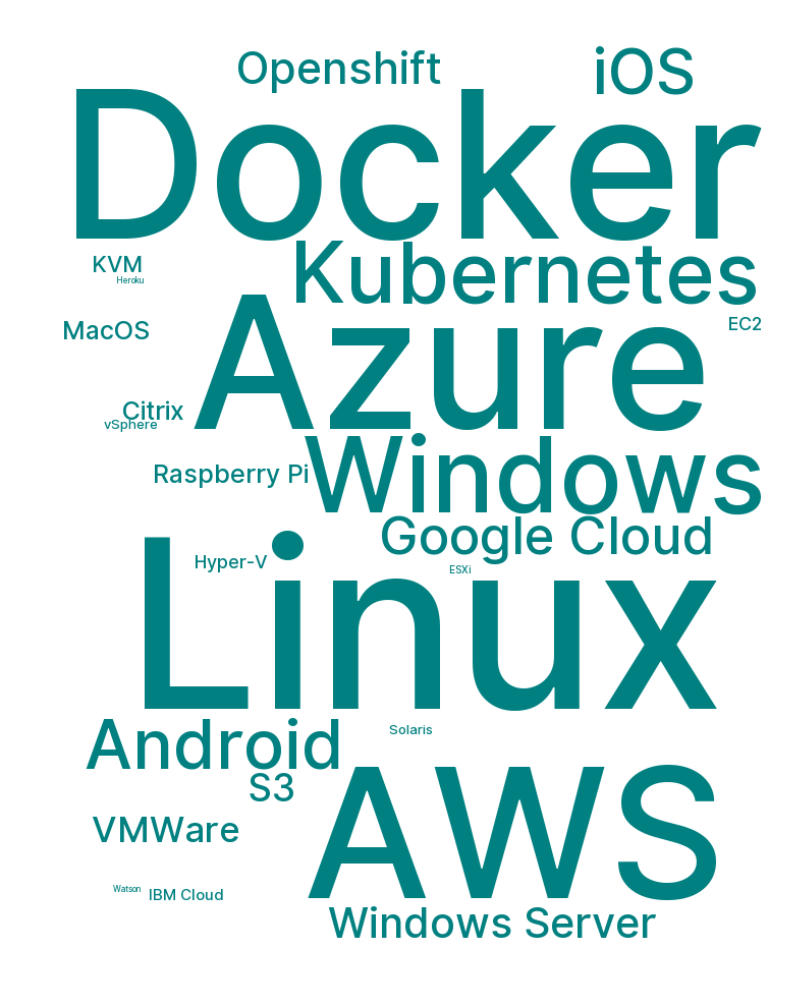 Openshift
iOS
Docker
KVM
Kubernetes
Heroku
MacOS
EC2
Azure
Citrix
vSphere
Raspberry Pi
Windows
Google Cloud
Hyper-V
ESXi
Linux
Solaris
Android
S3
VMWare
AWS
Watson
IBM Cloud
Windows Server